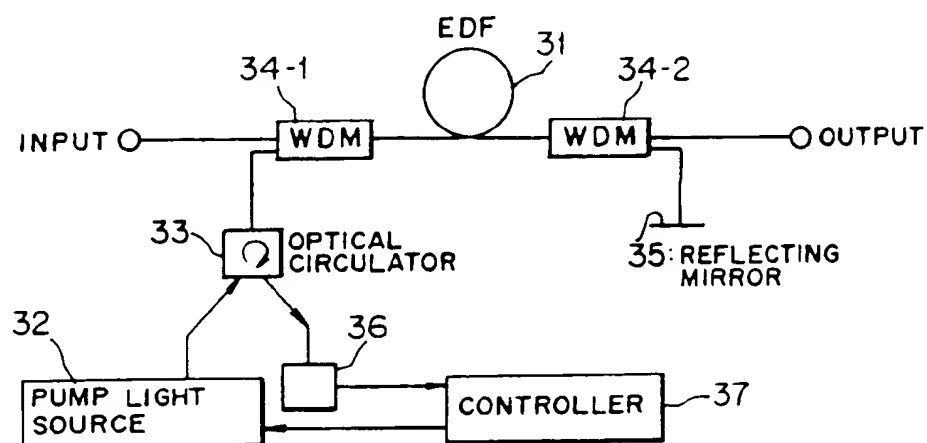 EDF
31
34-1
34-2
INPUT
WDM
WDM
OUTPUT
33
OPTICAL
CIRCULATOR
35: REFLECTING
MIRROR
32
36
PUMP LIGHT
SOURCE
CONTROLLER
37